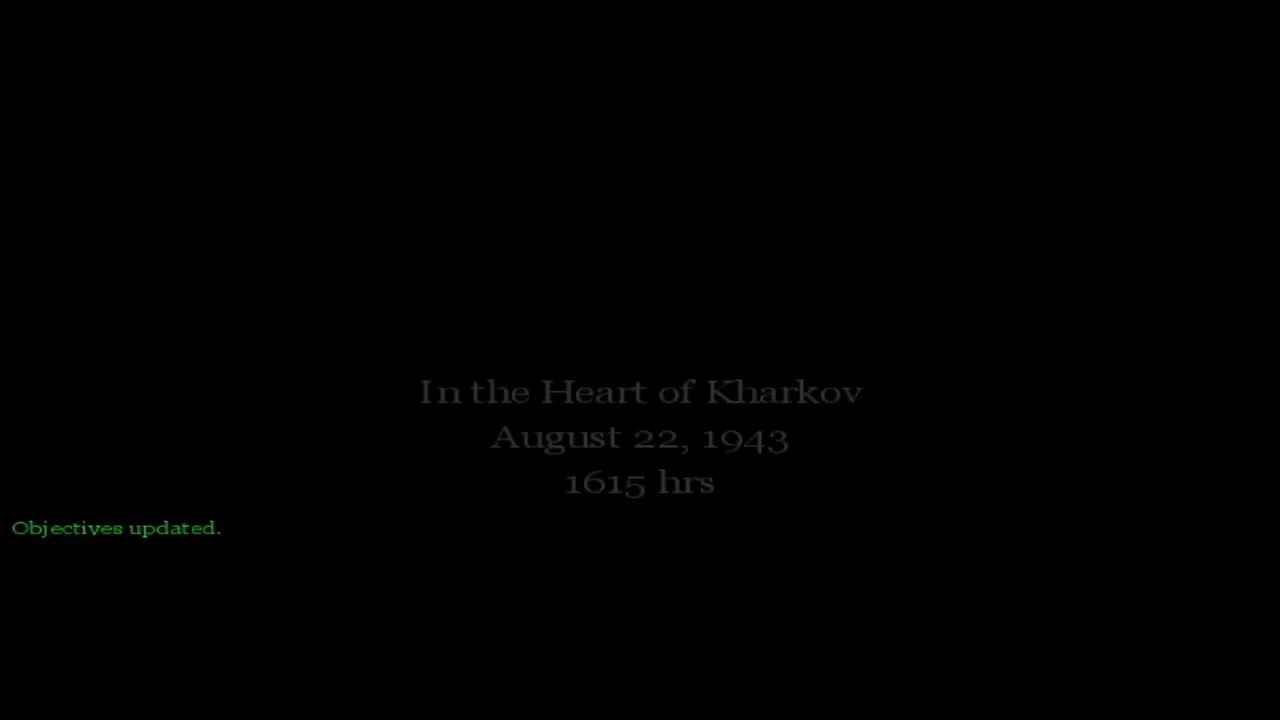 In the Heart of Kharkov
August 22, 1943
1615 hrs
Objectives updated.